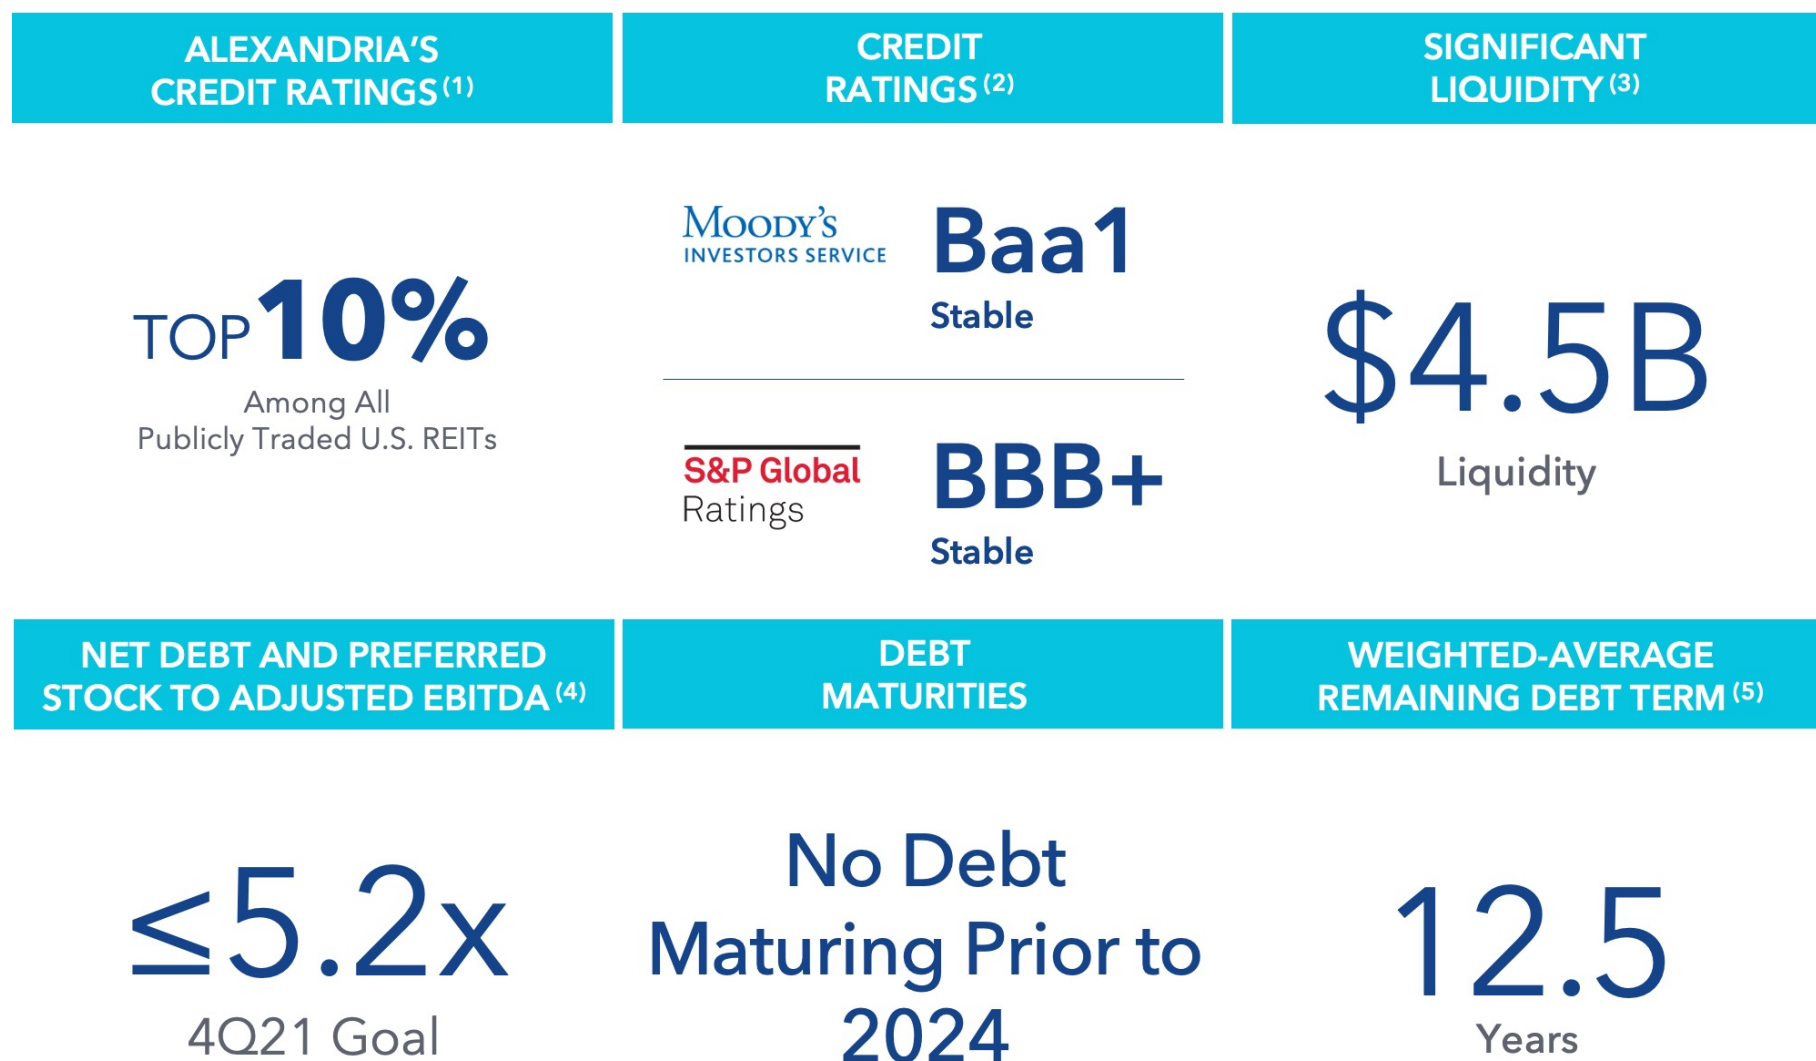 ALEXANDRIA'S
CREDIT RATINGS (1)
CREDIT
RATINGS (2)
SIGNIFICANT
LIQUIDITY (3)
TOP 10%
Among All
Publicly Traded U.S. REITs
MOODY'S
INVESTORS SERVICE
Baa1
Stable
S&P Global
Ratings
BBB+
Stable
$4.5B
Liquidity
NET DEBT AND PREFERRED
STOCK TO ADJUSTED EBITDA (4)
DEBT
MATURITIES
WEIGHTED-AVERAGE
REMAINING DEBT TERM (5)
≤5.2x
4Q21 Goal
No Debt
Maturing Prior to
2024
12.5
Years